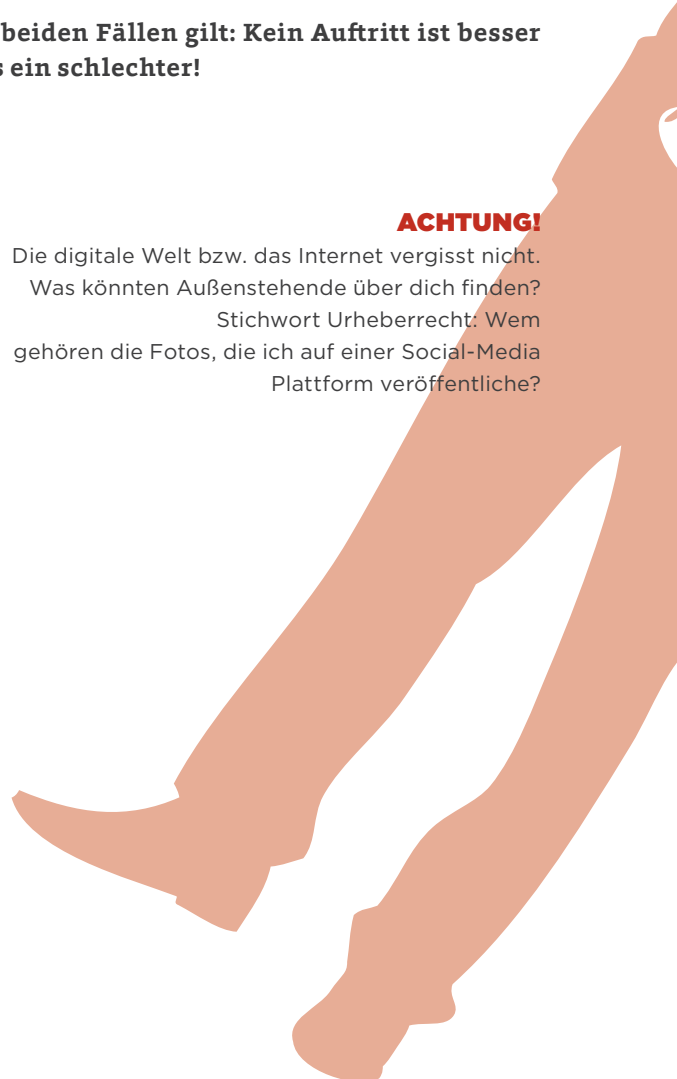 beiden Fällen gilt: Kein Auftritt ist besser
ein schlechter!
ACHTUNG!
Die digitale Welt bzw. das Internet vergisst nicht.
Was könnten Außenstehende über dich finden?
Stichwort Urheberrecht: Wem
gehören die Fotos, die ich auf einer Social-Media
Plattform veröffentliche?